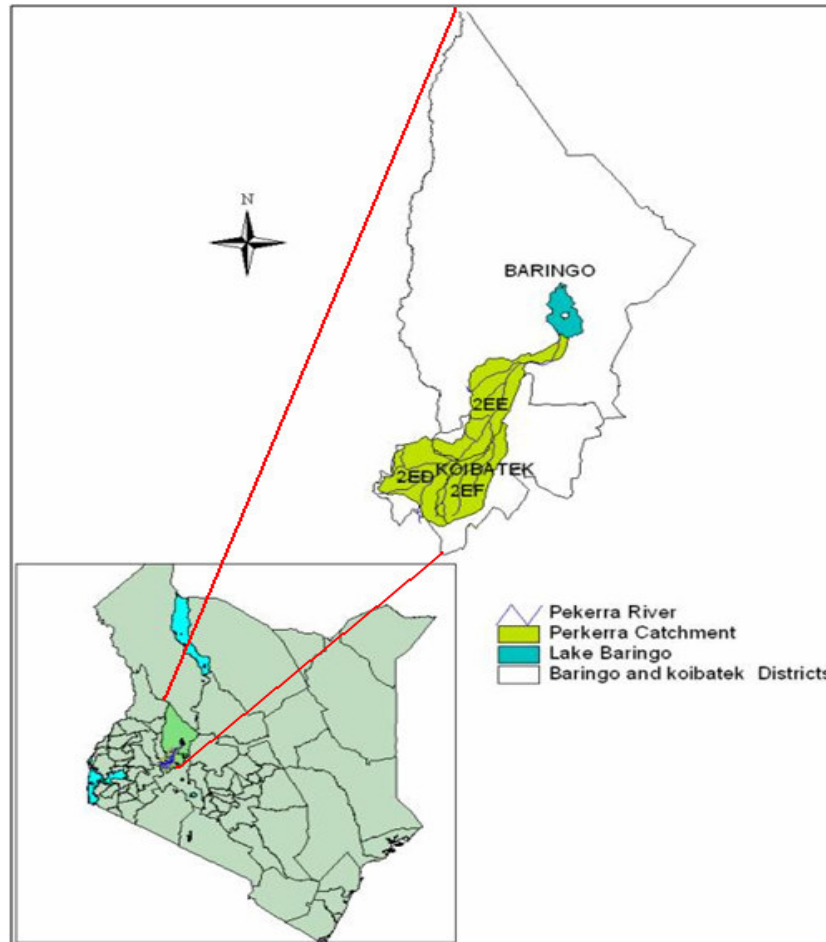 N
BARINGO
2EE
2ED
KOIBATEK
2EF
Pekerra River
Perkerra Catchment
Lake Baringo
Baringo and koibatek Districts